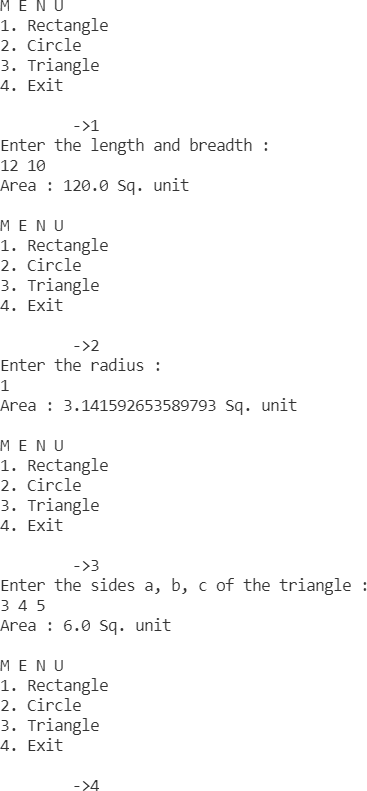 M E N U
1. Rectangle
2. Circle
3. Triangle
4. Exit
->1
Enter the length and breadth :
12 10
Area : 120.0 Sq. unit
M E N U
1. Rectangle
2. Circle
3. Triangle
4. Exit
->2
Enter the radius :
1
Area : 3.141592653589793 Sq. unit
M E N U
1. Rectangle
2. Circle
3. Triangle
4. Exit
->3
Enter the sides a, b, c of the triangle :
3 4 5
Area : 6.0 Sq. unit
M E N U
1. Rectangle
2. Circle
3. Triangle
4. Exit
->4